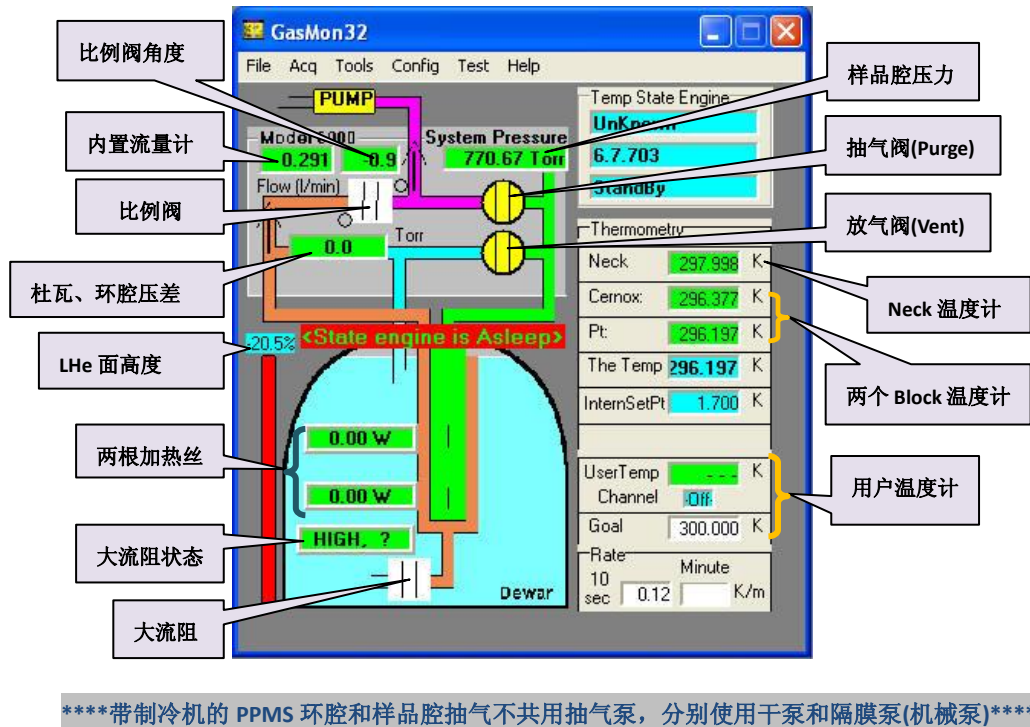 GasMon32
File Acq Tools Config Test Help
比例阀角度
内置流量计
比例阀
杜瓦、环腔压差
LHe 面高度
两根加热丝
大流阻状态
大流阻
PUMP
Model 6000
System Pressure
0.291
0.9
770.67 Torr
Flow (l/min)
0.0
Torr
-20.5%
<State engine is Asleep>
0.00 W
0.00 W
HIGH, ?
Dewar
Temp State Engine
UnKnown
6.7.703
StandBy
Thermometry
Neck 297.998 K
Cernox: 296.377 K
Pt: 296.197 K
The Temp 296.197 K
InternSetPt 1.700 K
UserTemp - - - K
Channel -Off-
Goal 300.000 K
Rate
10 sec 0.12
Minute
K/m
样品腔压力
抽气阀(Purge)
放气阀(Vent)
Neck 温度计
两个 Block 温度计
用户温度计
****带制冷机的 PPMS 环腔和样品腔抽气不共用抽气泵，分别使用干泵和隔膜泵(机械泵)****